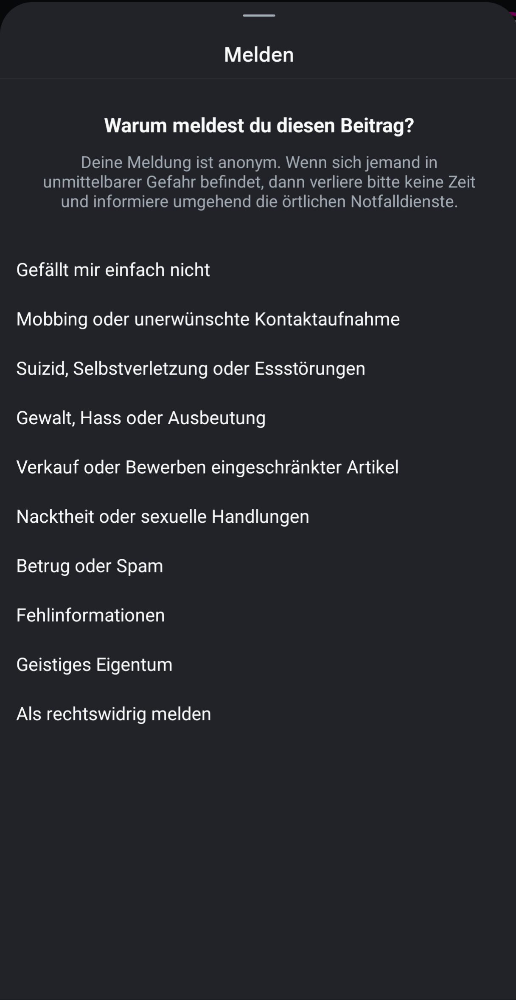 Melden
Warum meldest du diesen Beitrag?
Deine Meldung ist anonym. Wenn sich jemand in
unmittelbarer Gefahr befindet, dann verliere bitte keine Zeit
und informiere umgehend die örtlichen Notfalldienste.
Gefällt mir einfach nicht
Mobbing oder unerwünschte Kontaktaufnahme
Suizid, Selbstverletzung oder Essstörungen
Gewalt, Hass oder Ausbeutung
Verkauf oder Bewerben eingeschränkter Artikel
Nacktheit oder sexuelle Handlungen
Betrug oder Spam
Fehlinformationen
Geistiges Eigentum
Als rechtswidrig melden